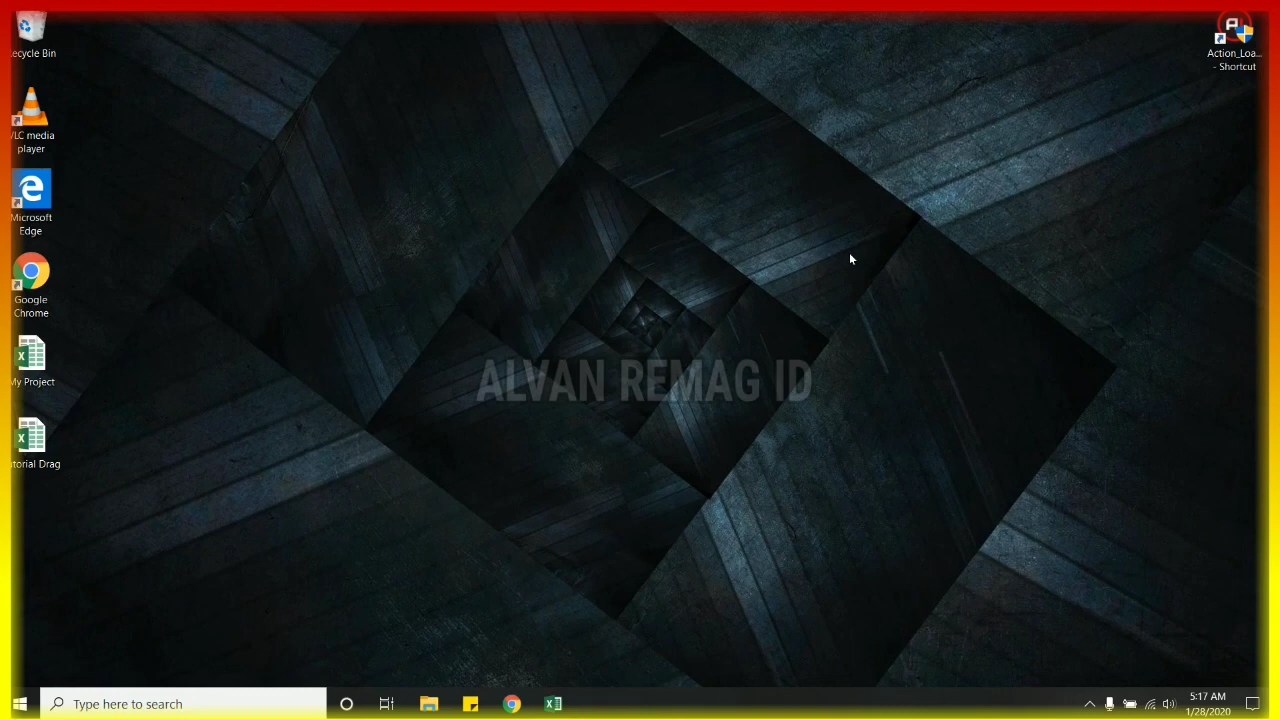 ecycle Bin
VLC media
player
Microsoft
Edge
Google
Chrome
My Project
utorial Drag
Action_Loa...
- Shortcut
ALVAN REMAG ID
Type here to search
5:17 AM
1/28/2020